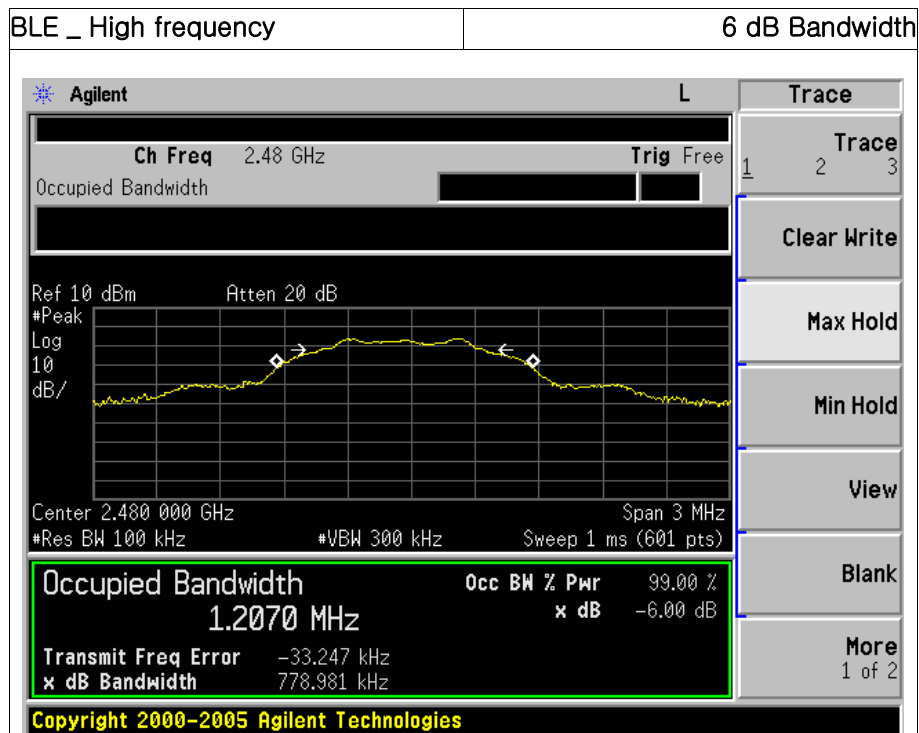 BLE _ High frequency 6 dB Bandwidth
Agilent L Trace
Ch Freq 2.48 GHz Trig Free
Occupied Bandwidth
Trace
1 2 3
Clear Write
Max Hold
Min Hold
View
Blank
More
1 of 2
Ref 10 dBm Atten 20 dB
#Peak
Log
10
dB/
Center 2.480 000 GHz Span 3 MHz
#Res BW 100 kHz #VBW 300 kHz Sweep 1 ms (601 pts)
Occupied Bandwidth Occ BW % Pwr 99.00 %
1.2070 MHz x dB -6.00 dB
Transmit Freq Error -33.247 kHz
x dB Bandwidth 778.981 kHz
Copyright 2000-2005 Agilent Technologies